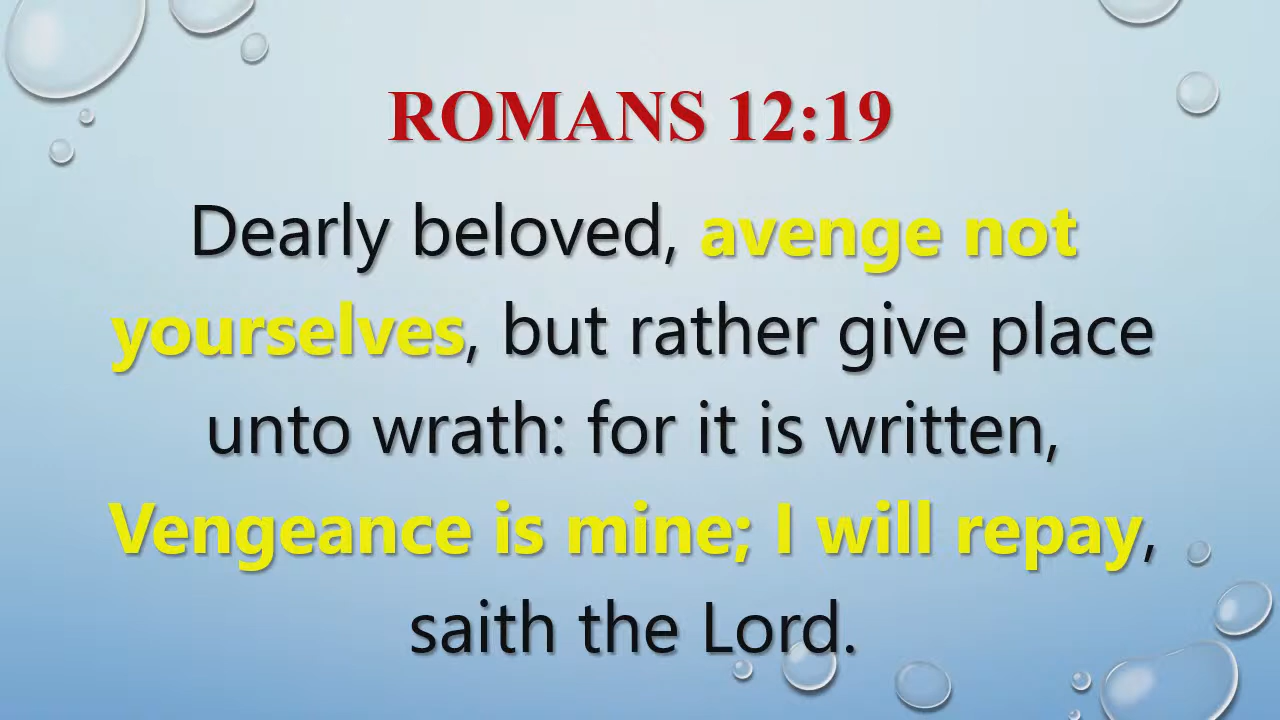 ROMANS 12:19
Dearly beloved, avenge not
yourselves, but rather give place
unto wrath: for it is written,
Vengeance is mine; I will repay,
saith the Lord.